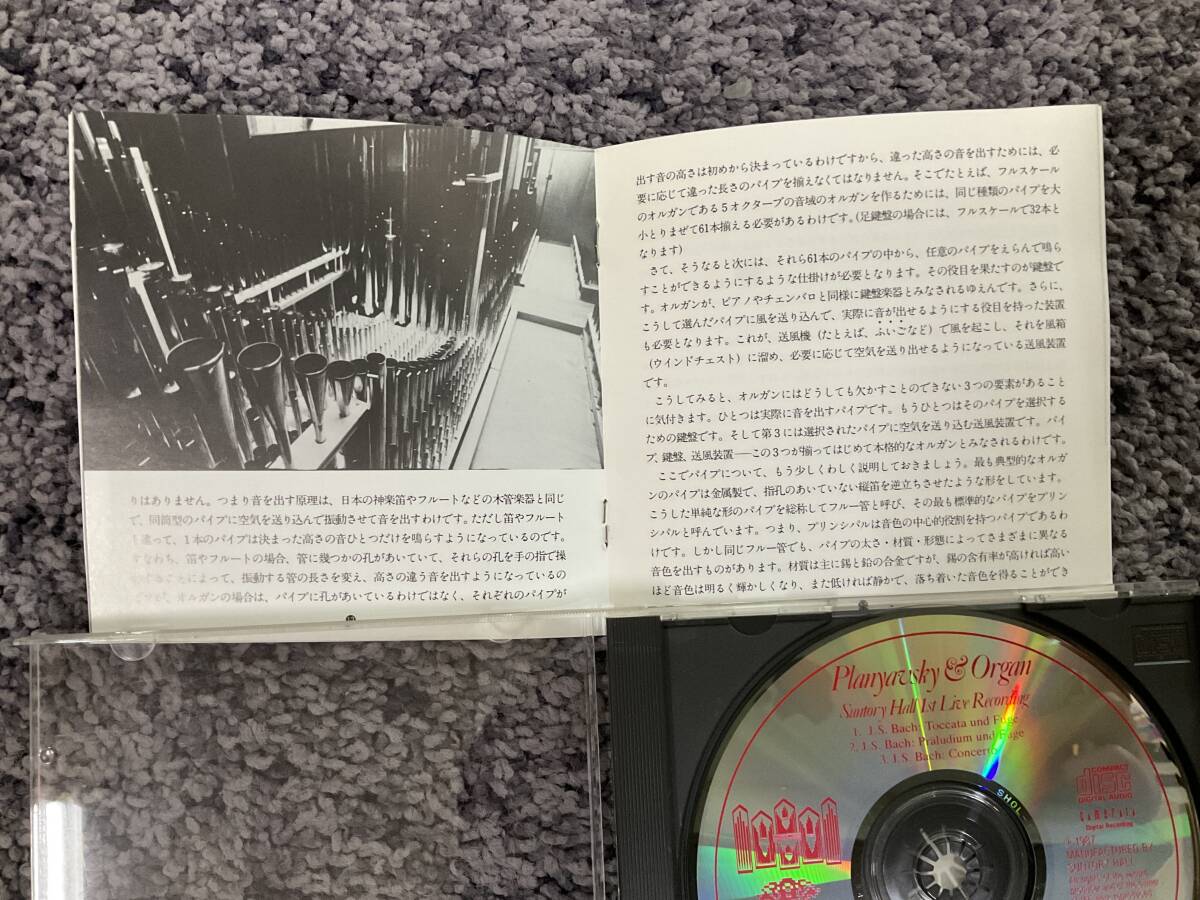 りはありません。つまり音を出す原理は、日本の神楽笛やフルートなどの木管楽器と同じ
で、同筒型のパイプに空気を送り込んで振動させて音を出すわけです。ただし笛やフルート
違って、1本のパイプは決まった高さの音ひとつだけを鳴らすようになっているのです。
すなわち、笛やフルートの場合、管に幾つかの孔があいていて、それらの孔を手の指で操
によって、振動する管の長さを変え、高さの違う音を出すようになっているの
が、オルガンの場合は、パイプに孔があいているわけではなく、それぞれのパイプが
出す音の高さは初めから決まっているわけですから、違った高さの音を出すためには、必
要に応じて違った長さのパイプを揃えなくてはなりません。そこでたとえば、フルスケール
のオルガンである5オクターブの音域のオルガンを作るためには、同じ種類のパイプを大
小とりまぜて61本揃える必要があるわけです。(足鍵盤の場合には、フルスケールで32本と
なります)
さて、そうなると次には、それら61本のパイプの中から、任意のパイプをえらんで鳴ら
すことができるようにするような仕掛けが必要となります。その役目を果たすのが鍵盤で
す。オルガンが、ピアノやチェンバロと同様に鍵盤楽器とみなされるゆえんです。さらに、
こうして選んだパイプに風を送り込んで、実際に音が出せるようにする役目を持った装置
も必要となります。これが、送風機（たとえば、ふいごなど）で風を起こし、それを風箱
（ウインドチェスト）に溜め、必要に応じて空気を送り出せるようになっている送風装置
です。
こうしてみると、オルガンにはどうしても欠かすことのできない3つの要素があること
に気付きます。ひとつは実際に音を出すパイプです。もうひとつはそのパイプを選択する
ための鍵盤です。そして第3には選択されたパイプに空気を送り込む送風装置です。パイ
プ、鍵盤、送風装置──この3つが揃ってはじめて本格的なオルガンとみなされるわけです。
ここでパイプについて、もう少しくわしく説明しておきましょう。最も典型的なオルガ
ンのパイプは金属製で、指孔のあいていない縦笛を逆立ちさせたような形をしています。
こうした単純な形のパイプを総称してフルー管と呼び、その最も標準的なパイプをプリン
シパルと呼んでいます。つまり、プリンシパルは音色の中心的役割を持つパイプであるわ
けです。しかし同じフルー管でも、パイプの太さ・材質・形態によってさまざまに異なる
音色を出すものがあります。材質は主に錫と鉛の合金ですが、錫の含有率が高ければ高い
ほど音色は明るく輝かしくなり、また低ければ静かで、落ち着いた音色を得ることができ
Planyavsky & Organ
Suntory Hall 1st Live Recording
1. J.S. Bach: Toccata und Fuge
2. J.S. Bach: Präludium und Fuge
3. J.S. Bach: Concerto
COMPACT
disc
DIGITAL AUDIO
Digital Recording
℗ 1987
MANUFACTURED BY
SUNTORY HALL
SHOL